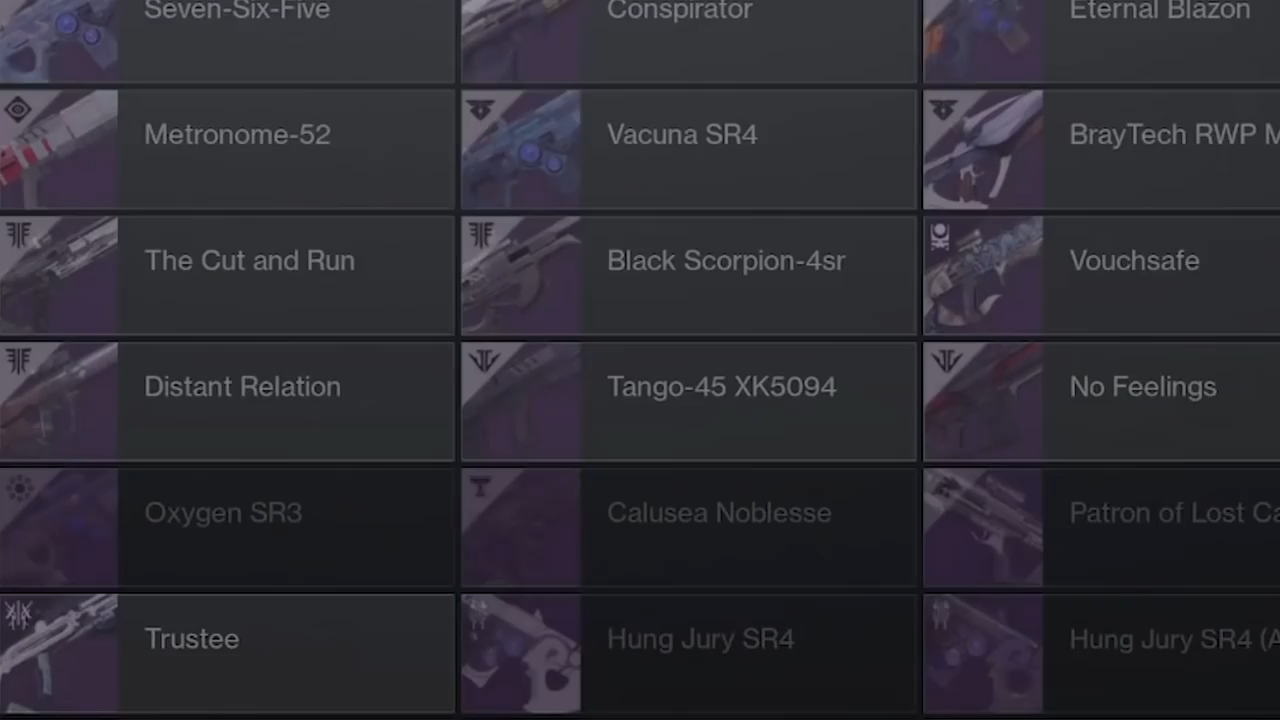 Seven-Six-Five
Conspirator
Eternal Blazon
Metronome-52
Vacuna SR4
BrayTech RWP M
The Cut and Run
Black Scorpion-4sr
Vouchsafe
Distant Relation
Tango-45 XK5094
No Feelings
Oxygen SR3
Calusea Noblesse
Patron of Lost Ca
Trustee
Hung Jury SR4
Hung Jury SR4 (A